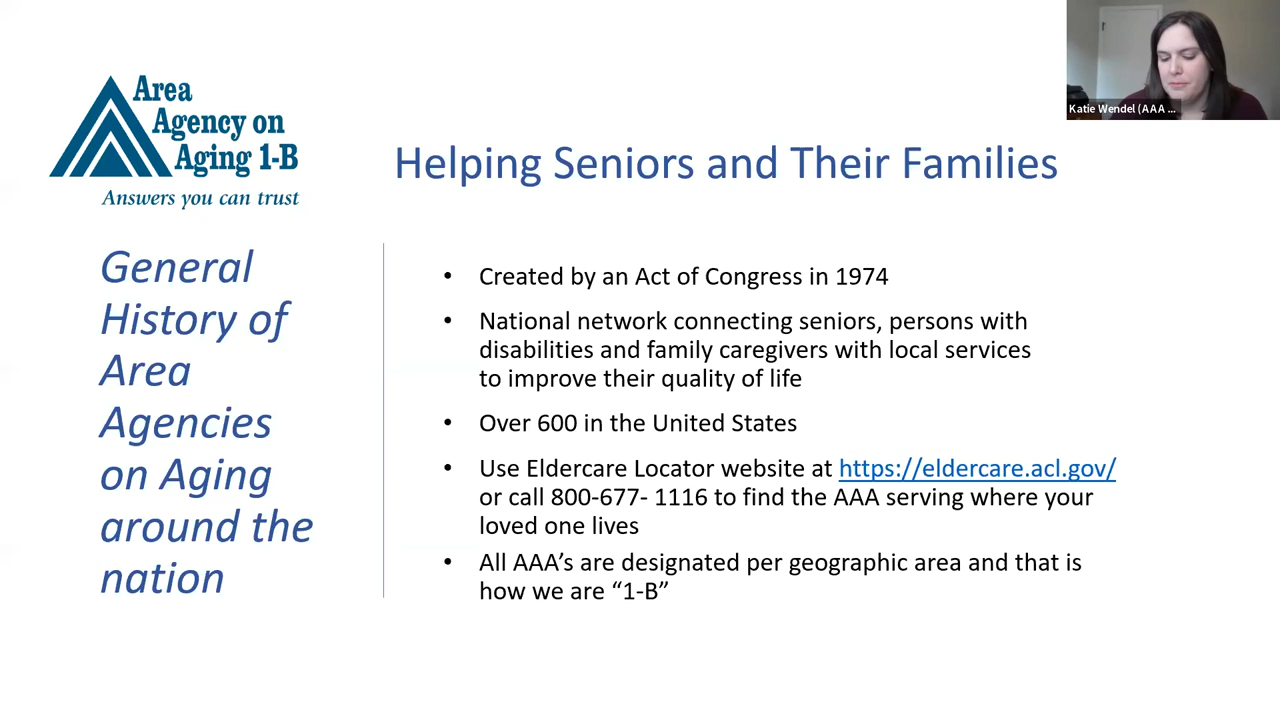 Area
Agency on
Aging 1-B
Answers you can trust
Katie Wendel (AAA ...
Helping Seniors and Their Families
General
History of
Area
Agencies
on Aging
around the
nation
• Created by an Act of Congress in 1974
• National network connecting seniors, persons with
disabilities and family caregivers with local services
to improve their quality of life
• Over 600 in the United States
• Use Eldercare Locator website at https://eldercare.acl.gov/
or call 800-677- 1116 to find the AAA serving where your
loved one lives
• All AAA’s are designated per geographic area and that is
how we are “1-B”